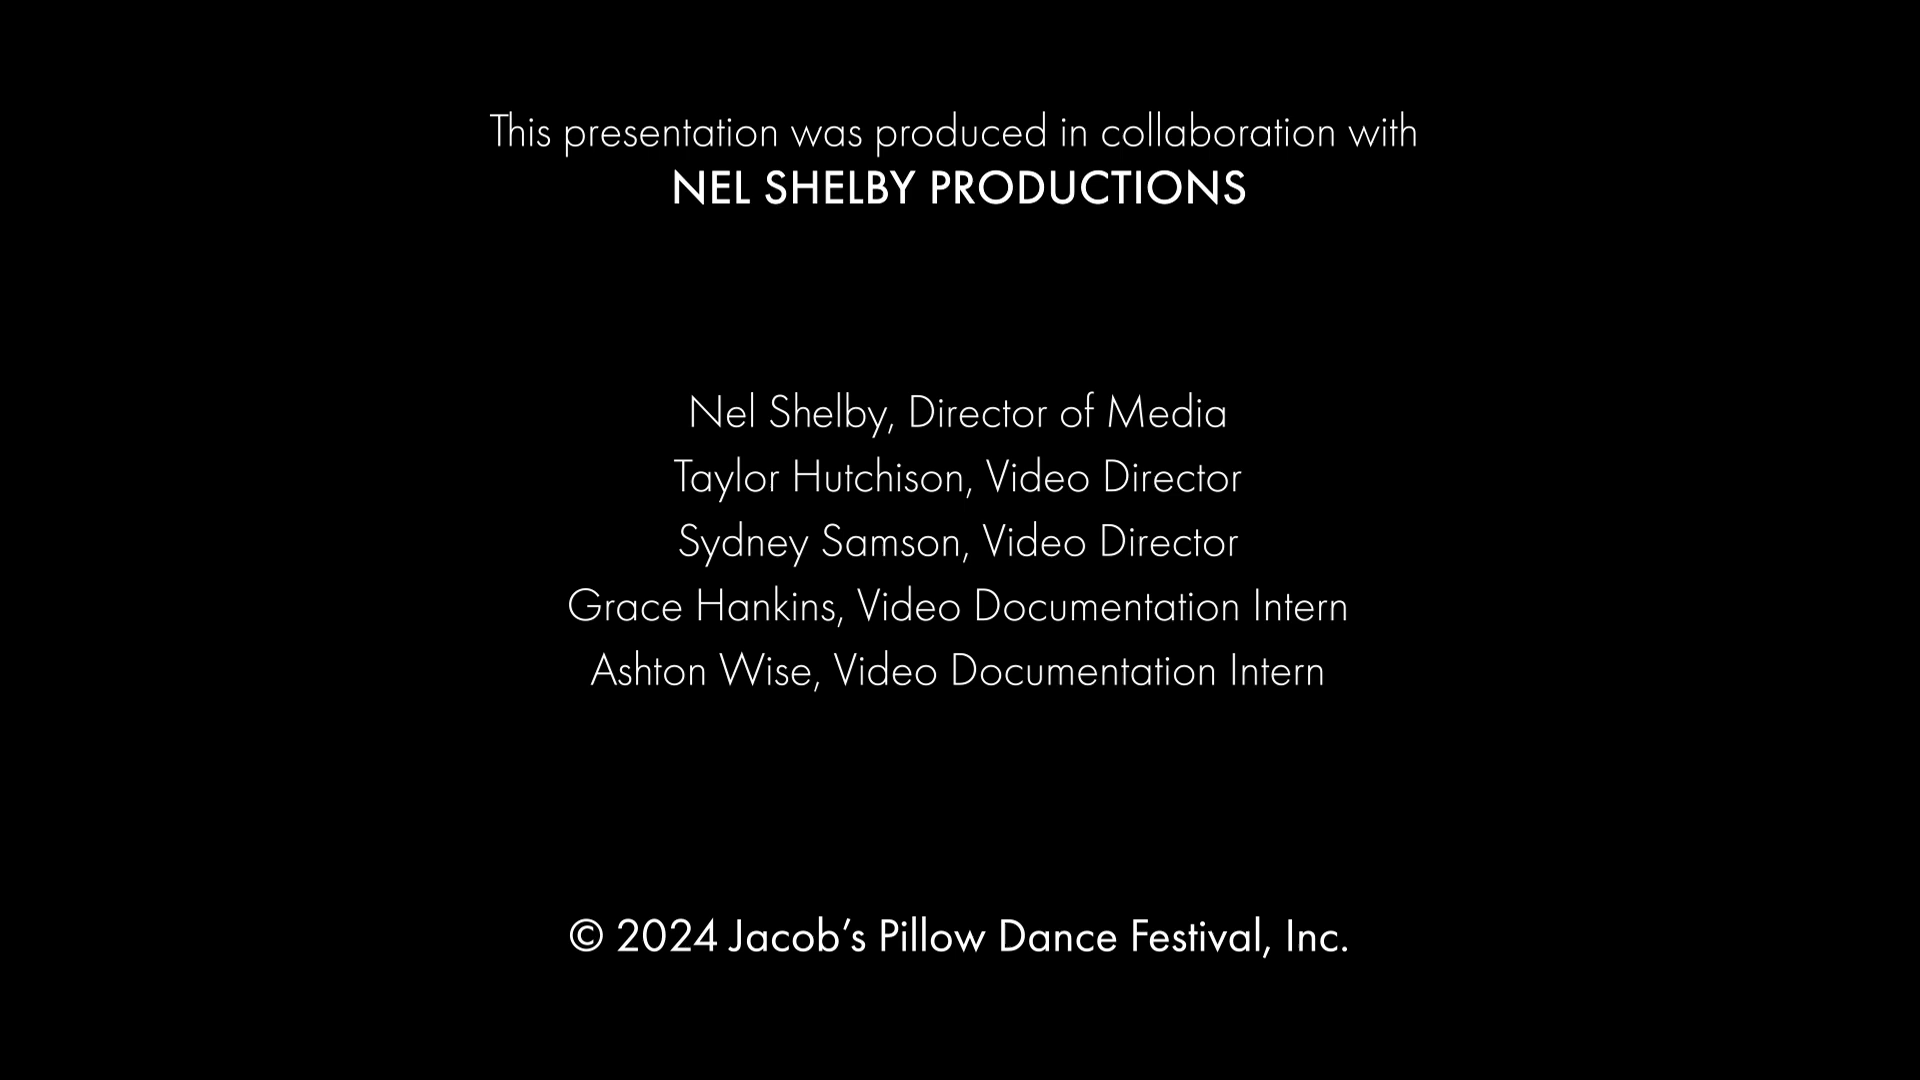 This presentation was produced in collaboration with
NEL SHELBY PRODUCTIONS
Nel Shelby, Director of Media
Taylor Hutchison, Video Director
Sydney Samson, Video Director
Grace Hankins, Video Documentation Intern
Ashton Wise, Video Documentation Intern
© 2024 Jacob’s Pillow Dance Festival, Inc.